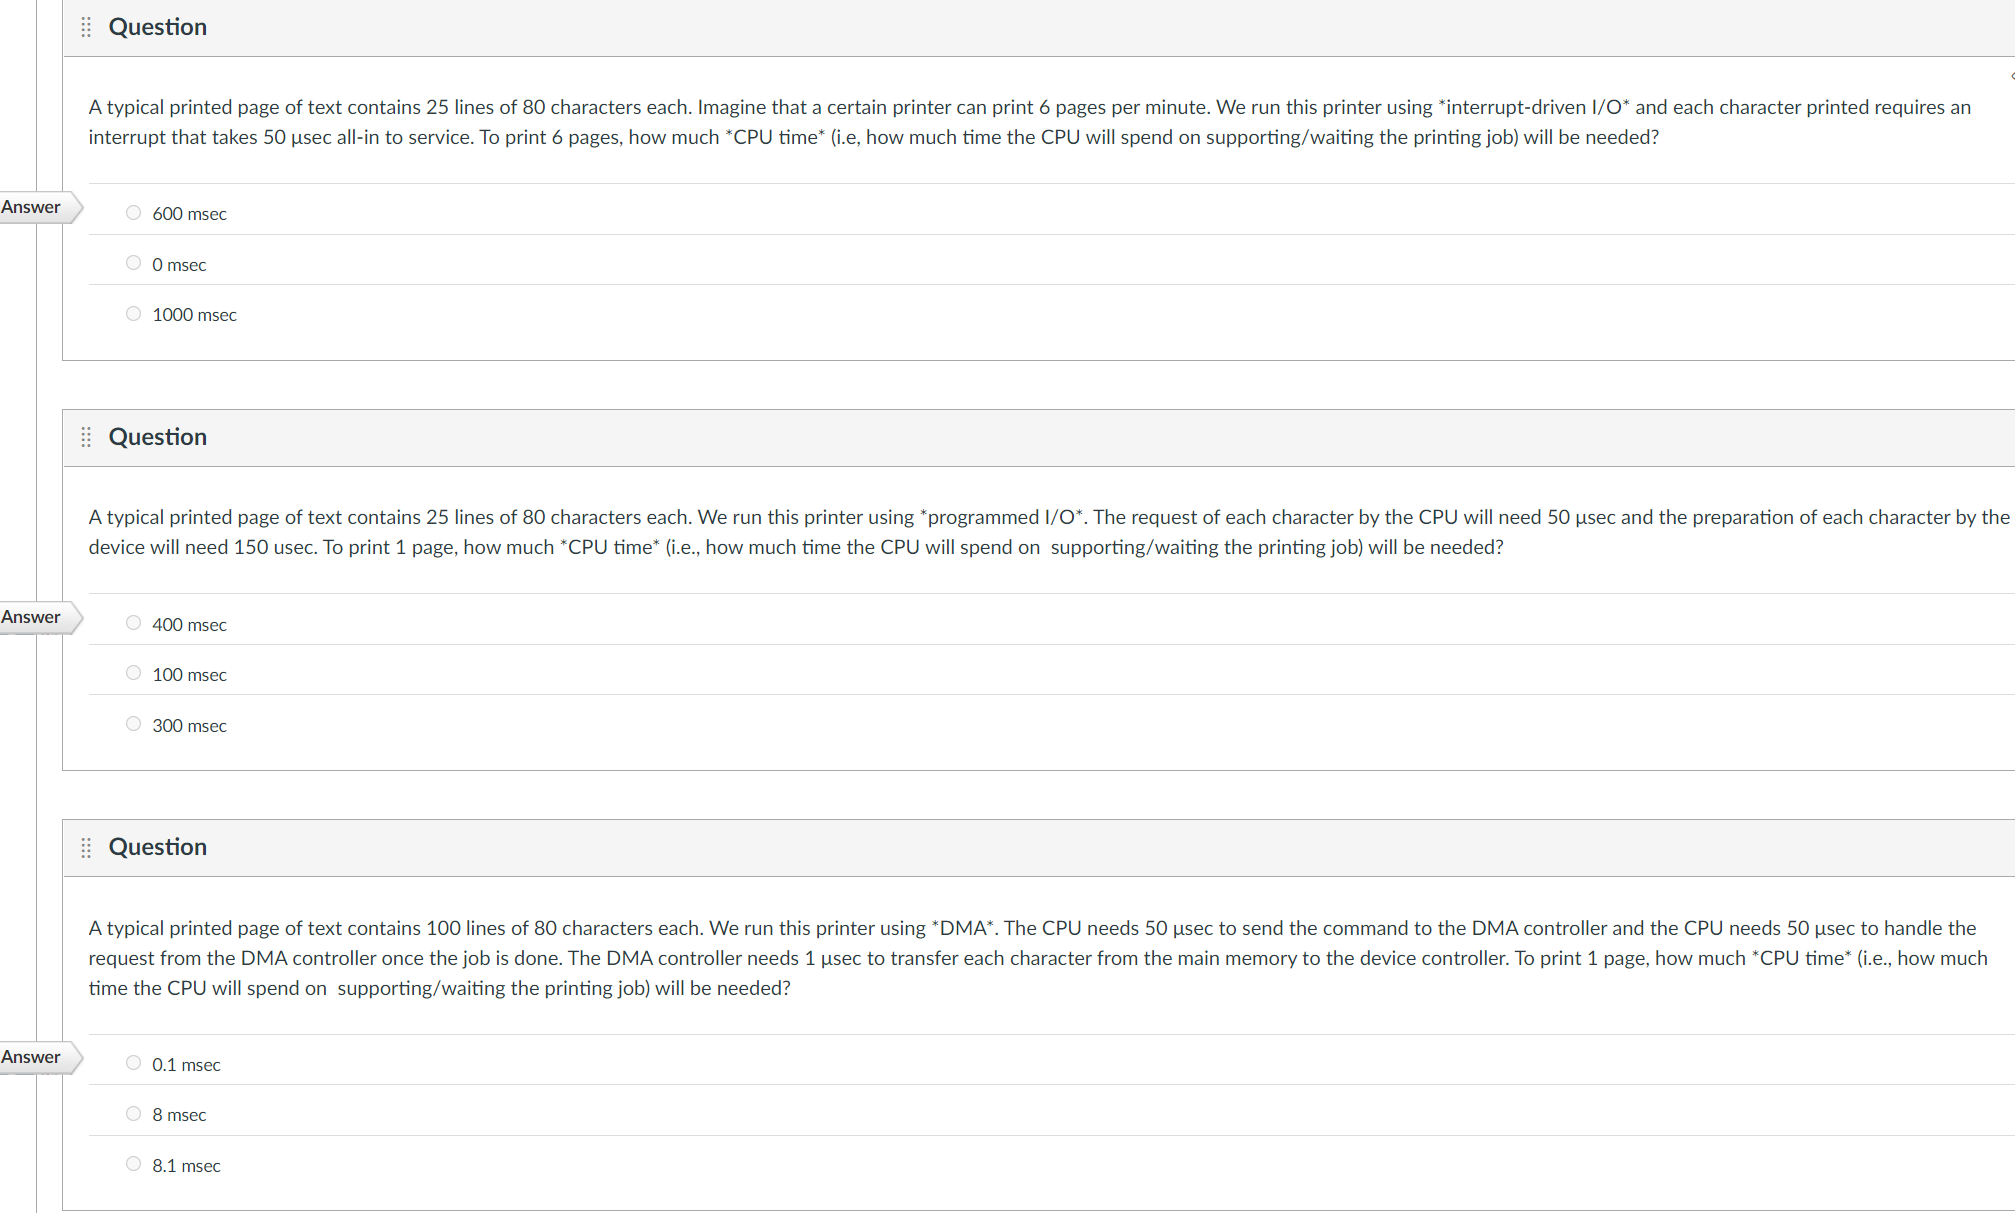 Question
A typical printed page of text contains 25 lines of 80 characters each. Imagine that a certain printer can print 6 pages per minute. We run this printer using *interrupt-driven I/O* and each character printed requires an
interrupt that takes 50 μsec all-in to service. To print 6 pages, how much *CPU time* (i.e, how much time the CPU will spend on supporting/waiting the printing job) will be needed?
Answer
600 msec
0 msec
1000 msec
Question
A typical printed page of text contains 25 lines of 80 characters each. We run this printer using *programmed I/O*. The request of each character by the CPU will need 50 μsec and the preparation of each character by the
device will need 150 usec. To print 1 page, how much *CPU time* (i.e., how much time the CPU will spend on supporting/waiting the printing job) will be needed?
Answer
400 msec
100 msec
300 msec
Question
A typical printed page of text contains 100 lines of 80 characters each. We run this printer using *DMA*. The CPU needs 50 μsec to send the command to the DMA controller and the CPU needs 50 μsec to handle the
request from the DMA controller once the job is done. The DMA controller needs 1 μsec to transfer each character from the main memory to the device controller. To print 1 page, how much *CPU time* (i.e., how much
time the CPU will spend on supporting/waiting the printing job) will be needed?
Answer
0.1 msec
8 msec
8.1 msec